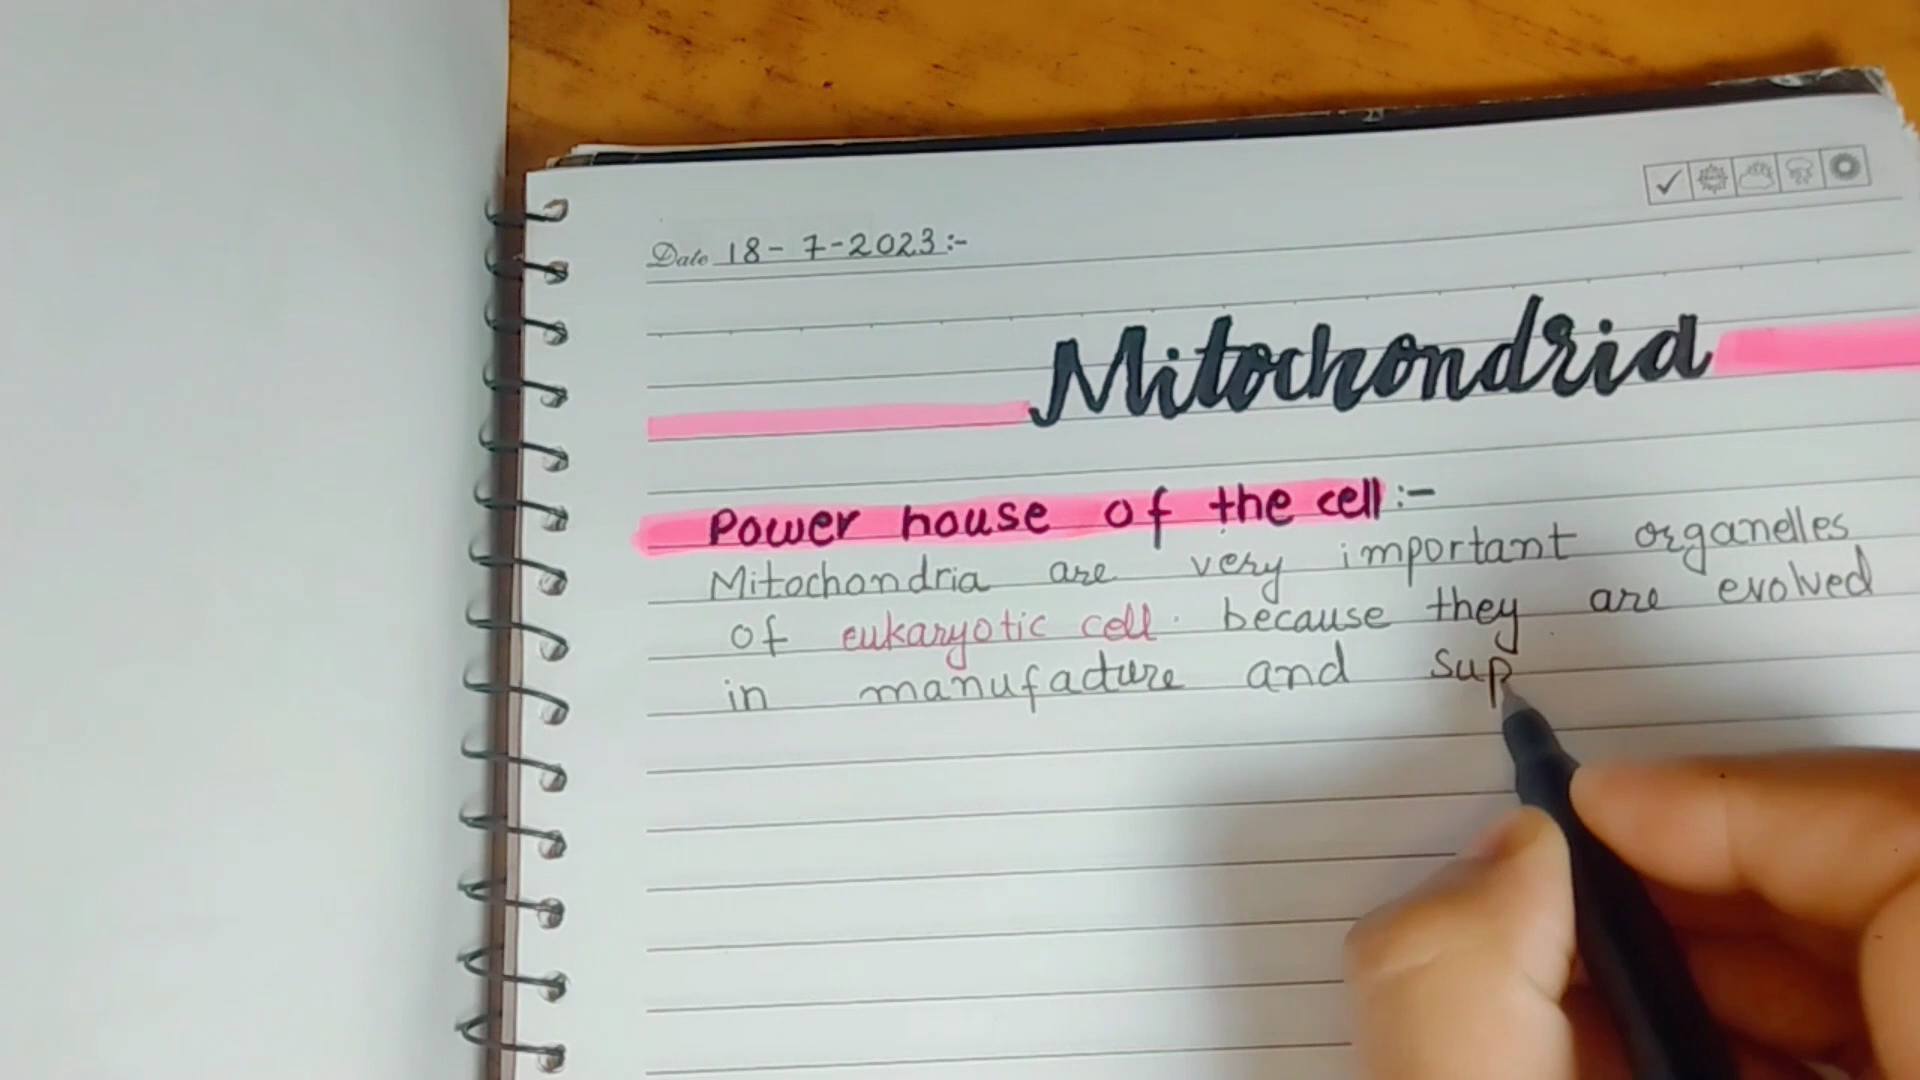 Date 18-7-2023:-
Mitochondria
Power house of the cell:-
Mitochondria are very important organelles
of eukaryotic cell. because they are evolved
in manufacture and sup